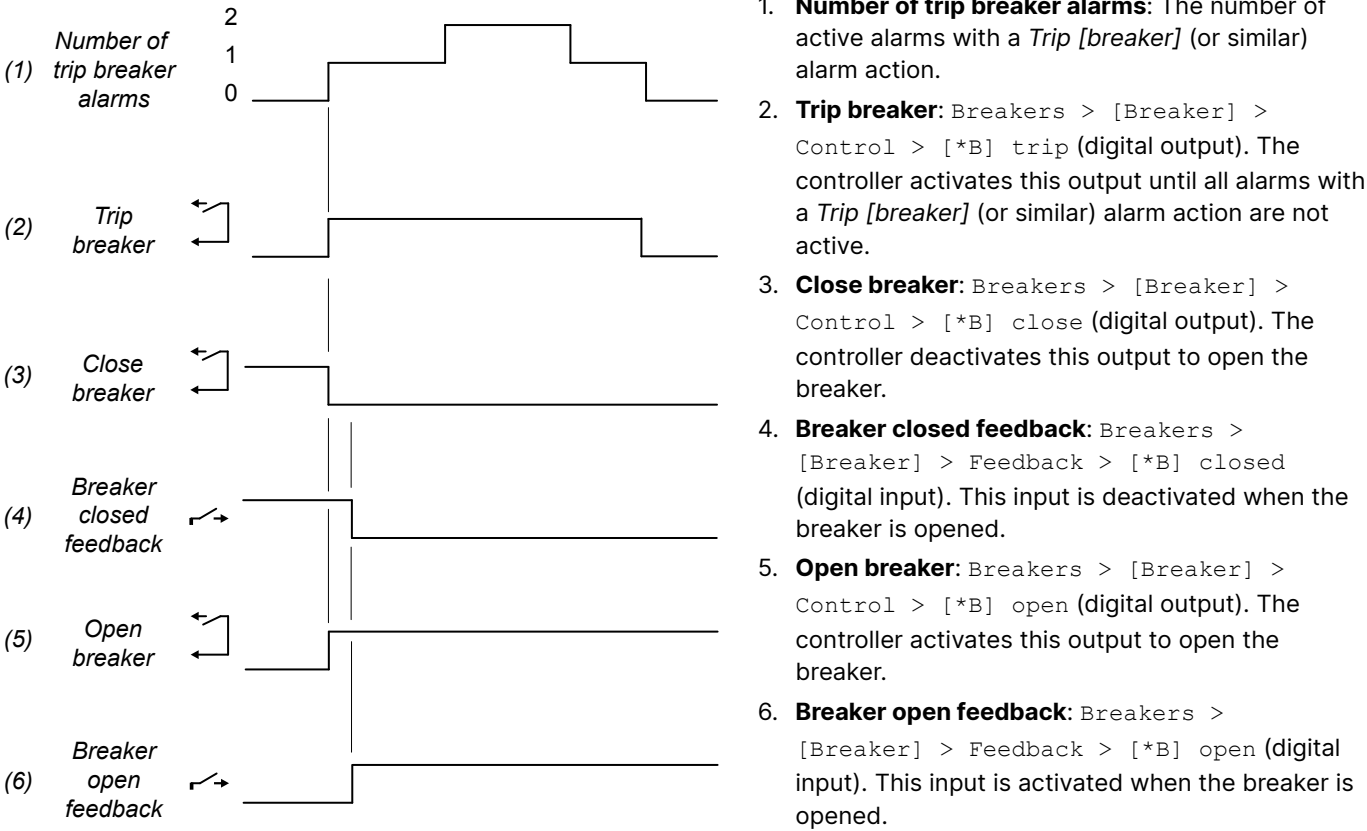 2
1
0
(1)
Number of
trip breaker
alarms
(2)
Trip
breaker
(3)
Close
breaker
(4)
Breaker
closed
feedback
(5)
Open
breaker
(6)
Breaker
open
feedback
1. Number of trip breaker alarms: The number of
active alarms with a Trip [breaker] (or similar)
alarm action.
2. Trip breaker: Breakers > [Breaker] >
Control > [*B] trip (digital output). The
controller activates this output until all alarms with
a Trip [breaker] (or similar) alarm action are not
active.
3. Close breaker: Breakers > [Breaker] >
Control > [*B] close (digital output). The
controller deactivates this output to open the
breaker.
4. Breaker closed feedback: Breakers >
[Breaker] > Feedback > [*B] closed
(digital input). This input is deactivated when the
breaker is opened.
5. Open breaker: Breakers > [Breaker] >
Control > [*B] open (digital output). The
controller activates this output to open the
breaker.
6. Breaker open feedback: Breakers >
[Breaker] > Feedback > [*B] open (digital
input). This input is activated when the breaker is
opened.